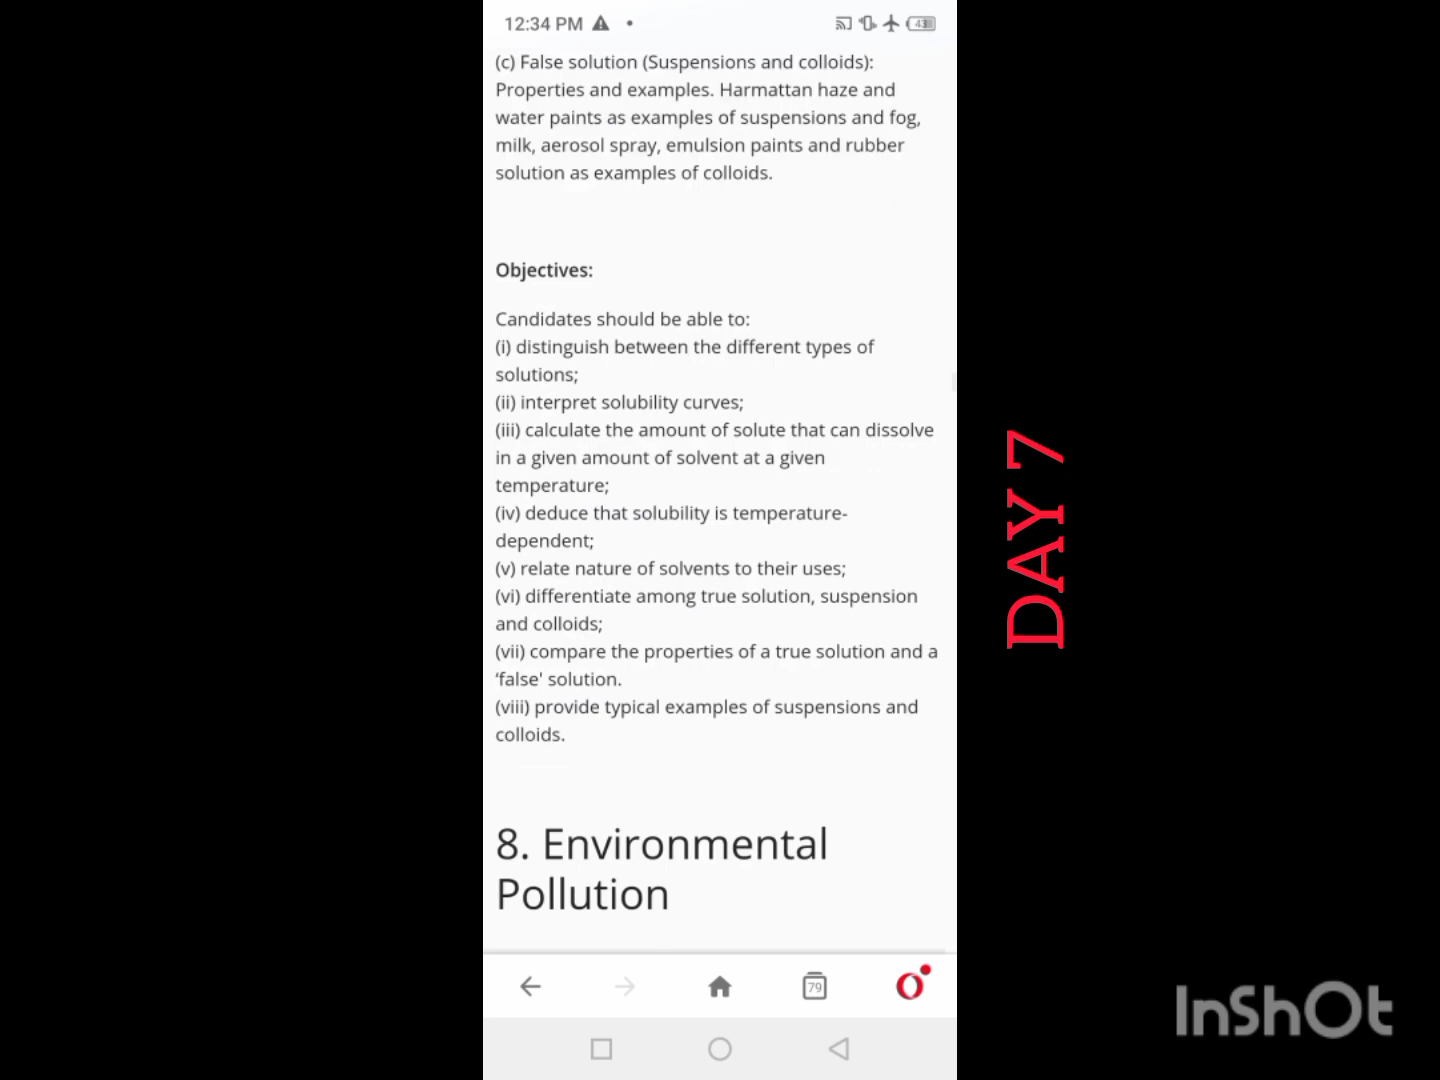 12:34 PM
43
(c) False solution (Suspensions and colloids):
Properties and examples. Harmattan haze and
water paints as examples of suspensions and fog,
milk, aerosol spray, emulsion paints and rubber
solution as examples of colloids.
Objectives:
Candidates should be able to:
(i) distinguish between the different types of
solutions;
(ii) interpret solubility curves;
(iii) calculate the amount of solute that can dissolve
in a given amount of solvent at a given
temperature;
(iv) deduce that solubility is temperature-
dependent;
(v) relate nature of solvents to their uses;
(vi) differentiate among true solution, suspension
and colloids;
(vii) compare the properties of a true solution and a
‘false' solution.
(viii) provide typical examples of suspensions and
colloids.
8. Environmental
Pollution
79
DAY 7
InShOt